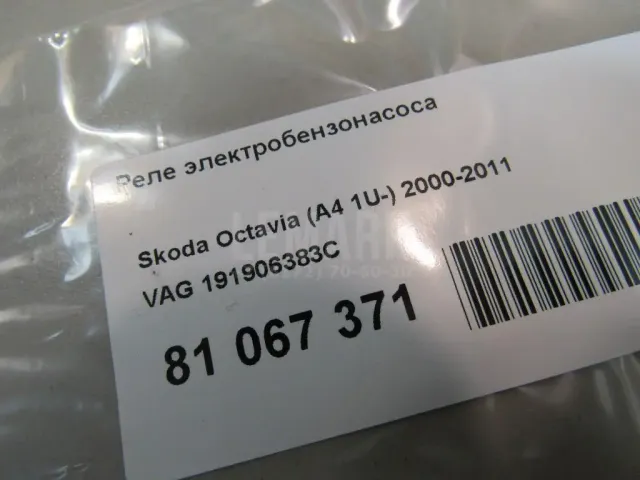 Реле электробензонасоса
Skoda Octavia (A4 1U-) 2000-2011
VAG 191906383C
81 067 371